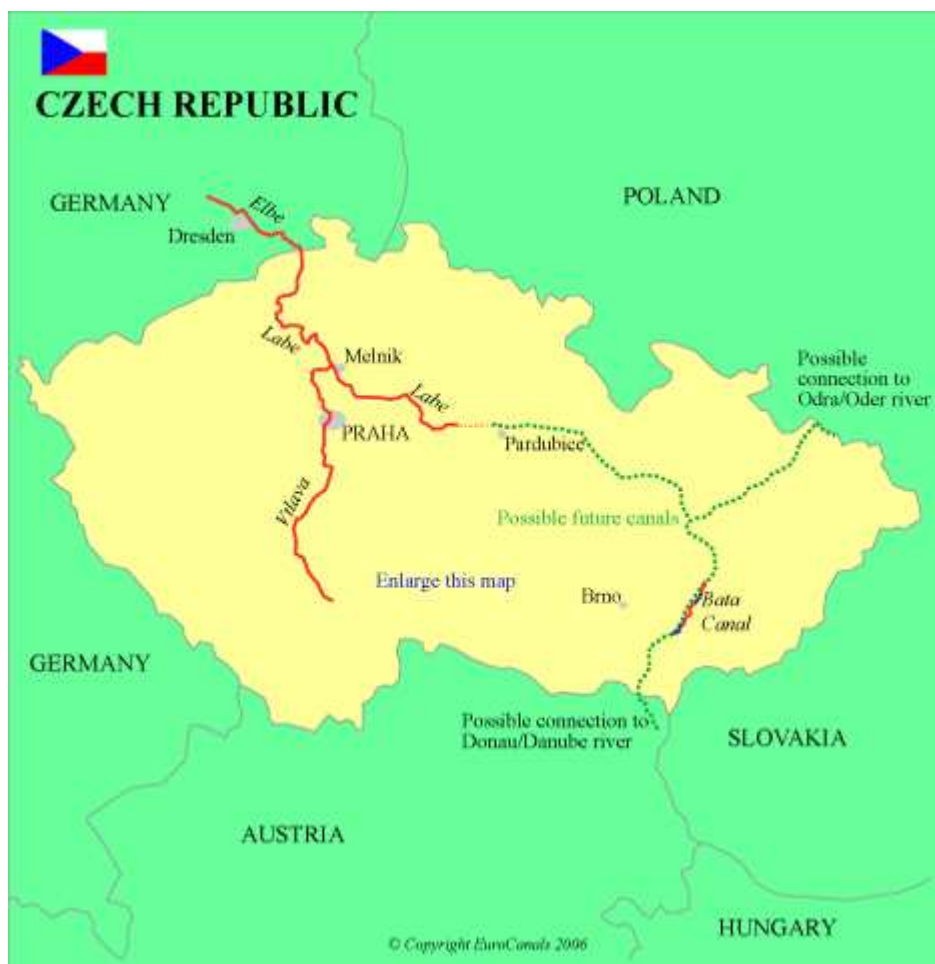 CZECH REPUBLIC
GERMANY
Elbe
POLAND
Dresden
Labe
Melnik
Possible
connection to
Odra/Oder river
Labe
PRAHA
Pardubice
Vltava
Possible future canals
Enlarge this map
Brno
Bata
Canal
GERMANY
Possible connection to
Donau/Danube river
SLOVAKIA
AUSTRIA
HUNGARY
© Copyright EuroCanals 2006